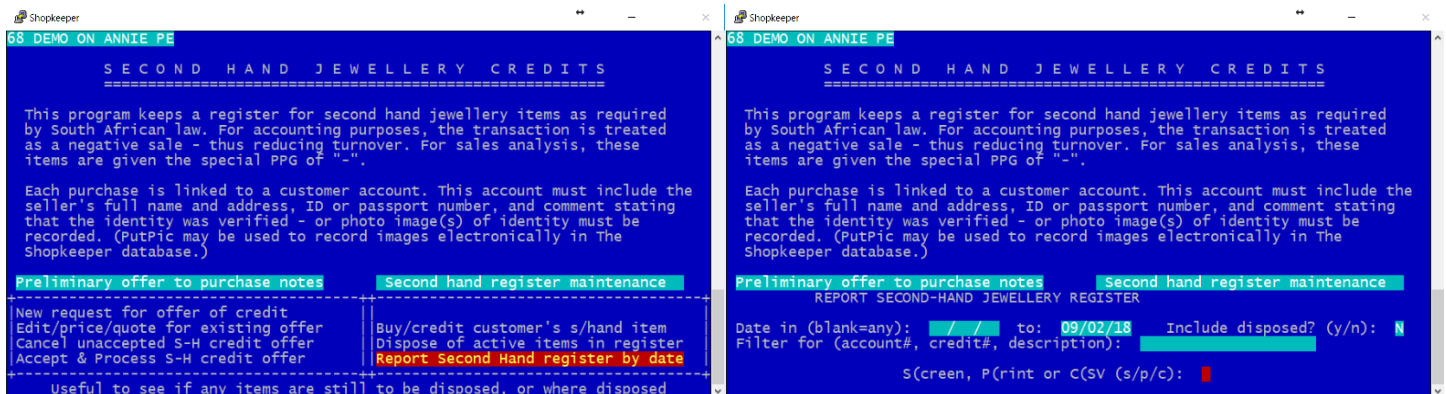 Shopkeeper
68 DEMO ON ANNIE PE
S E C O N D   H A N D   J E W E L L E R Y   C R E D I T S
=========================================================
This program keeps a register for second hand jewellery items as required
by South African law. For accounting purposes, the transaction is treated
as a negative sale - thus reducing turnover. For sales analysis, these
items are given the special PPG of "-".
Each purchase is linked to a customer account. This account must include the
seller's full name and address, ID or passport number, and comment stating
that the identity was verified - or photo image(s) of identity must be
recorded. (PutPic may be used to record images electronically in The
Shopkeeper database.)
Preliminary offer to purchase notes   Second hand register maintenance
New request for offer of credit
Edit/price/quote for existing offer   Buy/credit customer's s/hand item
Cancel unaccepted S-H credit offer   Dispose of active items in register
Accept & Process S-H credit offer   Report Second Hand register by date
Useful to see if any items are still to be disposed, or where disposed
Shopkeeper
68 DEMO ON ANNIE PE
S E C O N D   H A N D   J E W E L L E R Y   C R E D I T S
=========================================================
This program keeps a register for second hand jewellery items as required
by South African law. For accounting purposes, the transaction is treated
as a negative sale - thus reducing turnover. For sales analysis, these
items are given the special PPG of "-".
Each purchase is linked to a customer account. This account must include the
seller's full name and address, ID or passport number, and comment stating
that the identity was verified - or photo image(s) of identity must be
recorded. (PutPic may be used to record images electronically in The
Shopkeeper database.)
Preliminary offer to purchase notes   Second hand register maintenance
REPORT SECOND-HAND JEWELLERY REGISTER
Date in (blank=any):   /  /   to:  09/02/18   Include disposed? (y/n):  N
Filter for (account#, credit#, description):
S(creen, P(rint or C(SV (s/p/c):